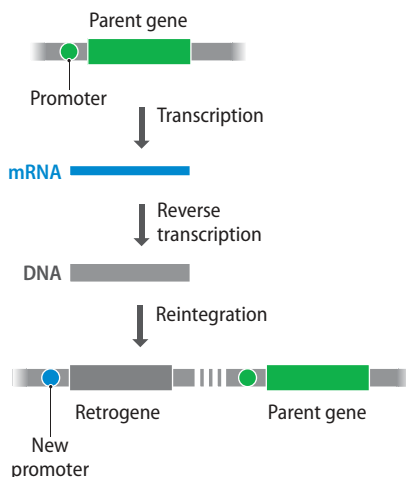 Parent gene
Promoter
Transcription
mRNA
Reverse
transcription
DNA
Reintegration
Retrogene
Parent gene
New
promoter